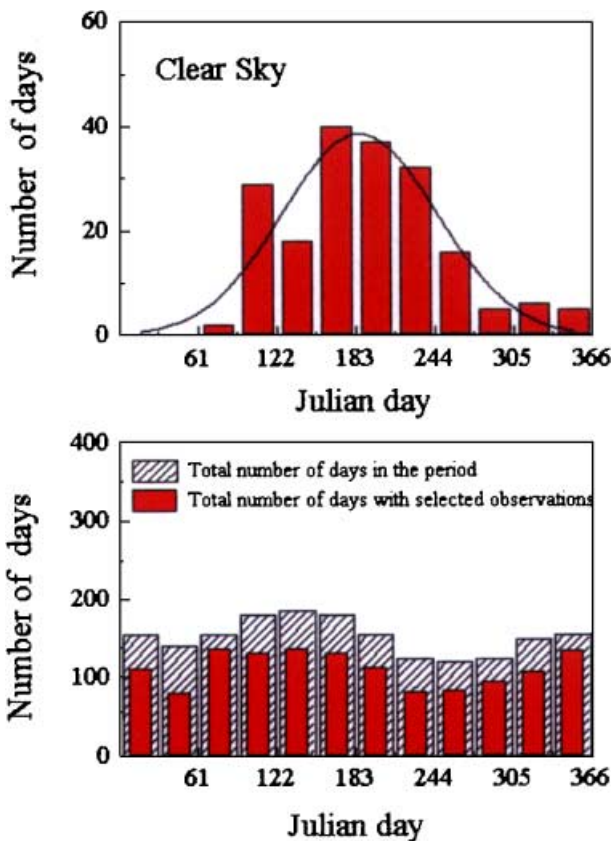 60
Clear Sky
40
20
0
Number of days
61 122 183 244 305 366
Julian day
400
Total number of days in the period
Total number of days with selected observations
300
200
100
0
Number of days
61 122 183 244 305 366
Julian day